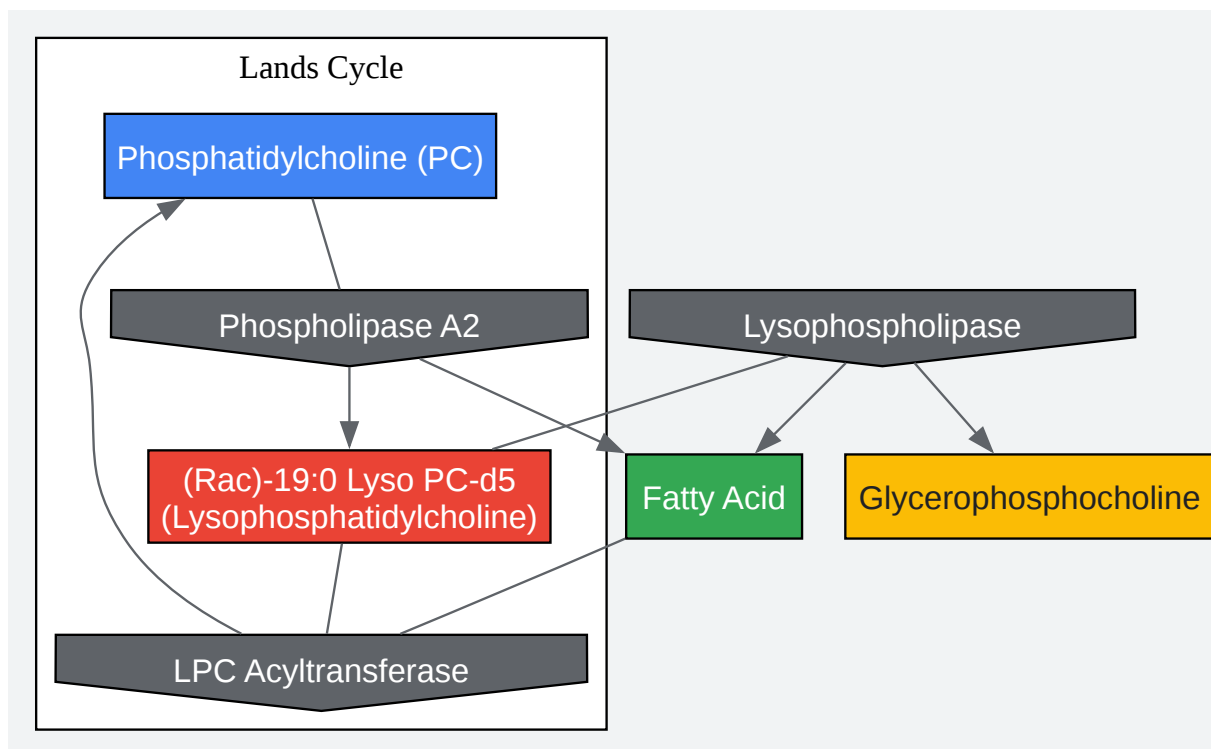 Lands Cycle
Phosphatidylcholine (PC)
Phospholipase A2
Lysophospholipase
(Rac)-19:0 Lyso PC-d5
(Lysophosphatidylcholine)
Fatty Acid
Glycerophosphocholine
LPC Acyltransferase